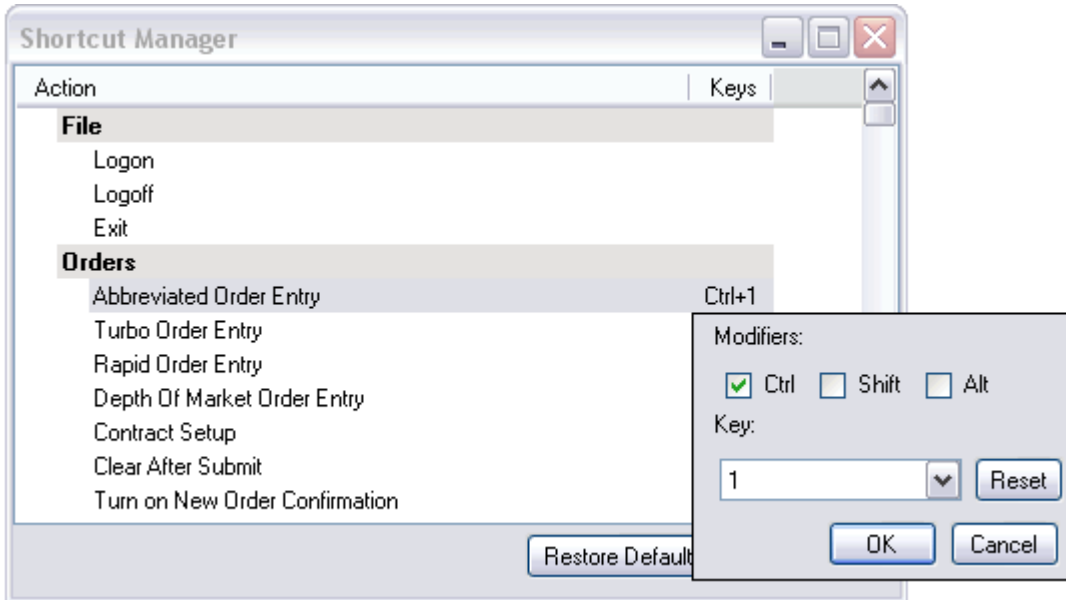 Shortcut Manager
Action Keys
File
Logon
Logoff
Exit
Orders
Abbreviated Order Entry Ctrl+1
Turbo Order Entry
Rapid Order Entry
Depth Of Market Order Entry
Contract Setup
Clear After Submit
Turn on New Order Confirmation
Modifiers:
Ctrl Shift Alt
Key:
1 Reset
OK Cancel
Restore Default